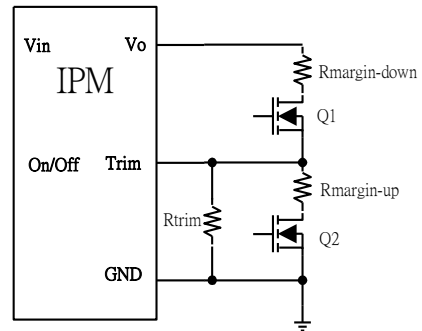 Vin
Vo
IPM
Rmargin-down
Q1
On/Off
Trim
Rmargin-up
Rtrim
Q2
GND